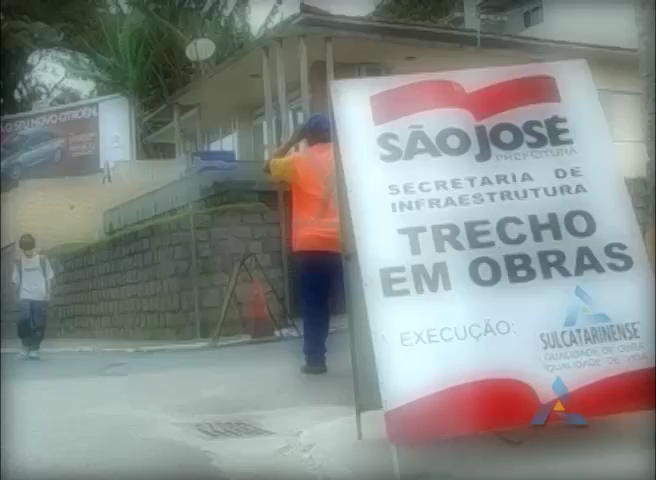 O SEU NOVO CITROËN.
SÃO JOSÉ
PREFEITURA
SECRETARIA DE
INFRAESTRUTURA
TRECHO
EM OBRAS
EXECUÇÃO:
SULCATARINENSE
QUALIDADE DE OBRA
QUALIDADE DE VIDA